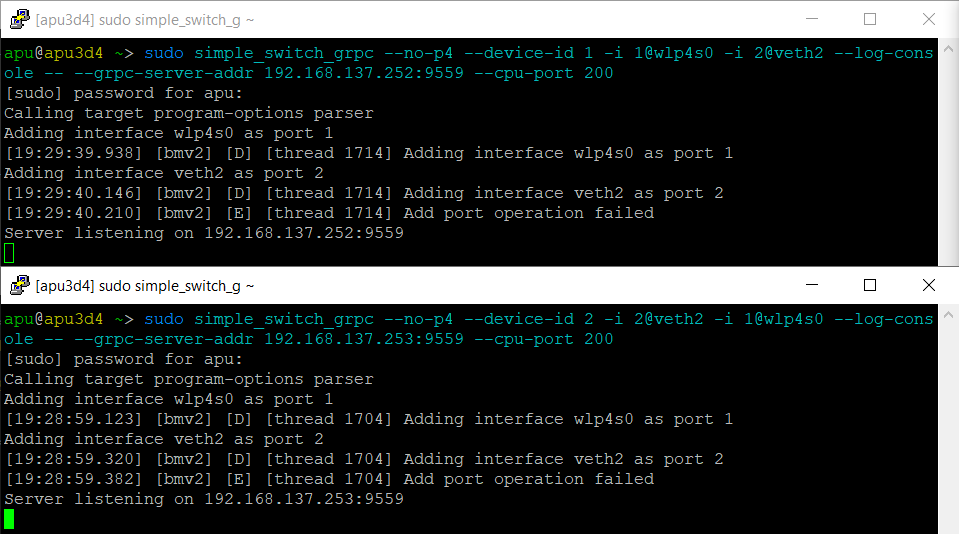 [apu3d4] sudo simple_switch_g ~
apu@apu3d4 ~> sudo simple_switch_grpc --no-p4 --device-id 1 -i 1@wlp4s0 -i 2@veth2 --log-cons
ole -- --grpc-server-addr 192.168.137.252:9559 --cpu-port 200
[sudo] password for apu:
Calling target program-options parser
Adding interface wlp4s0 as port 1
[19:29:39.938] [bmv2] [D] [thread 1714] Adding interface wlp4s0 as port 1
Adding interface veth2 as port 2
[19:29:40.146] [bmv2] [D] [thread 1714] Adding interface veth2 as port 2
[19:29:40.210] [bmv2] [E] [thread 1714] Add port operation failed
Server listening on 192.168.137.252:9559
[apu3d4] sudo simple_switch_g ~
apu@apu3d4 ~> sudo simple_switch_grpc --no-p4 --device-id 2 -i 2@veth2 -i 1@wlp4s0 --log-cons
ole -- --grpc-server-addr 192.168.137.253:9559 --cpu-port 200
[sudo] password for apu:
Calling target program-options parser
Adding interface wlp4s0 as port 1
[19:28:59.123] [bmv2] [D] [thread 1704] Adding interface wlp4s0 as port 1
Adding interface veth2 as port 2
[19:28:59.320] [bmv2] [D] [thread 1704] Adding interface veth2 as port 2
[19:28:59.382] [bmv2] [E] [thread 1704] Add port operation failed
Server listening on 192.168.137.253:9559